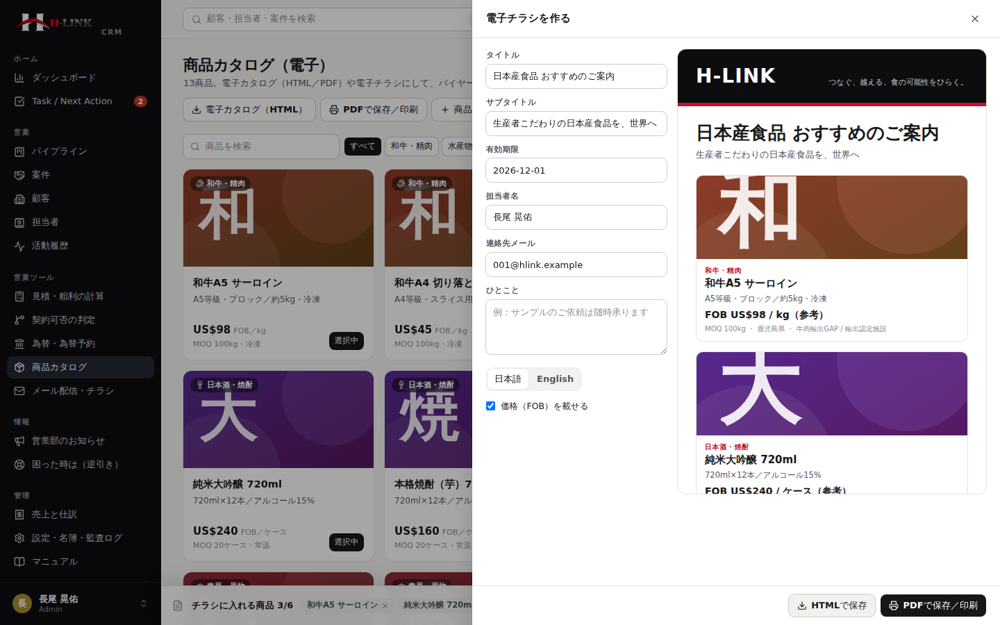 H-LINK
CRM
ホーム
ダッシュボード
Task / Next Action 2
営業
パイプライン
案件
顧客
担当者
活動履歴
営業ツール
見積・粗利の計算
契約可否の判定
為替・為替予約
商品カタログ
メール配信・チラシ
情報
営業部のお知らせ
困った時は（逆引き）
管理
売上と仕訳
設定・名簿・監査ログ
マニュアル
長 長尾 晃佑
Admin
顧客・担当者・案件を検索
商品カタログ（電子）
13商品。電子カタログ（HTML／PDF）や電子チラシにして、バイヤー
電子カタログ（HTML） PDFで保存／印刷 商品
商品を検索 すべて 和牛・精肉 水産物
和牛・精肉 和牛・精肉
和 和
和牛A5 サーロイン 和牛A4 切り落と
A5等級・ブロック／約5kg・冷凍 A4等級・スライス用
US$98 FOB／kg US$45 FOB／kg
MOQ 100kg・冷凍 選択中 MOQ 100kg・冷凍
日本酒・焼酎 日本酒・焼酎
大 焼
純米大吟醸 720ml 本格焼酎（芋）7
720ml×12本／アルコール15% 720ml×12本／アル
US$240 FOB／ケース US$160 FOB／ケ
MOQ 20ケース・常温 選択中 MOQ 20ケース・常温
チラシに入れる商品 3/6 和牛A5 サーロイン 純米大吟醸 720m
電子チラシを作る
タイトル
日本産食品 おすすめのご案内
サブタイトル
生産者こだわりの日本産食品を、世界へ
有効期限
2026-12-01
担当者名
長尾 晃佑
連絡先メール
001@hlink.example
ひとこと
例：サンプルのご依頼は随時承ります
日本語 English
価格（FOB）を載せる
H-LINK つなぐ、越える、食の可能性をひらく。
日本産食品 おすすめのご案内
生産者こだわりの日本産食品を、世界へ
和
和牛・精肉
和牛A5 サーロイン
A5等級・ブロック／約5kg・冷凍
FOB US$98 / kg（参考）
MOQ 100kg ・ 鹿児島県 ・ 牛肉輸出GAP / 輸出認定施設
大
日本酒・焼酎
純米大吟醸 720ml
720ml×12本／アルコール15%
FOB US$240 / ケース（参考）
HTMLで保存 PDFで保存／印刷